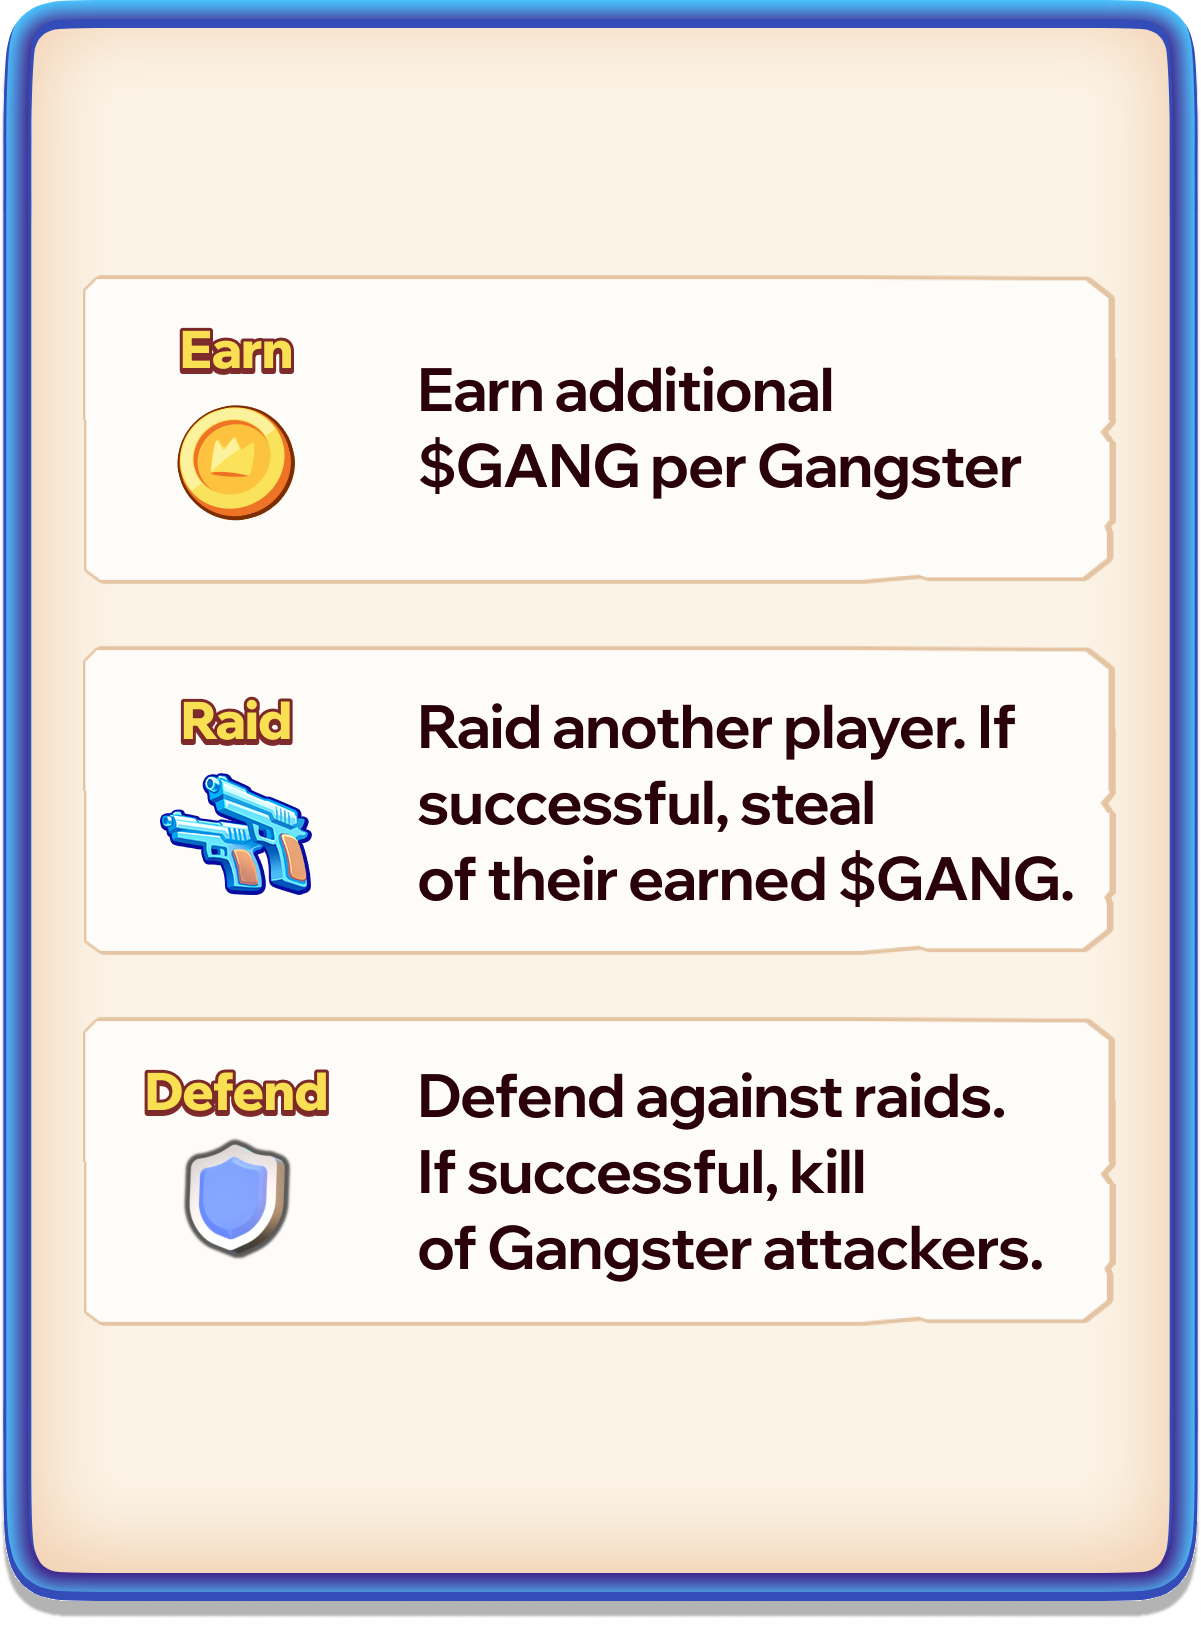 Earn
Earn additional
$GANG per Gangster
Raid
Raid another player. If
successful, steal
of their earned $GANG.
Defend
Defend against raids.
If successful, kill
of Gangster attackers.